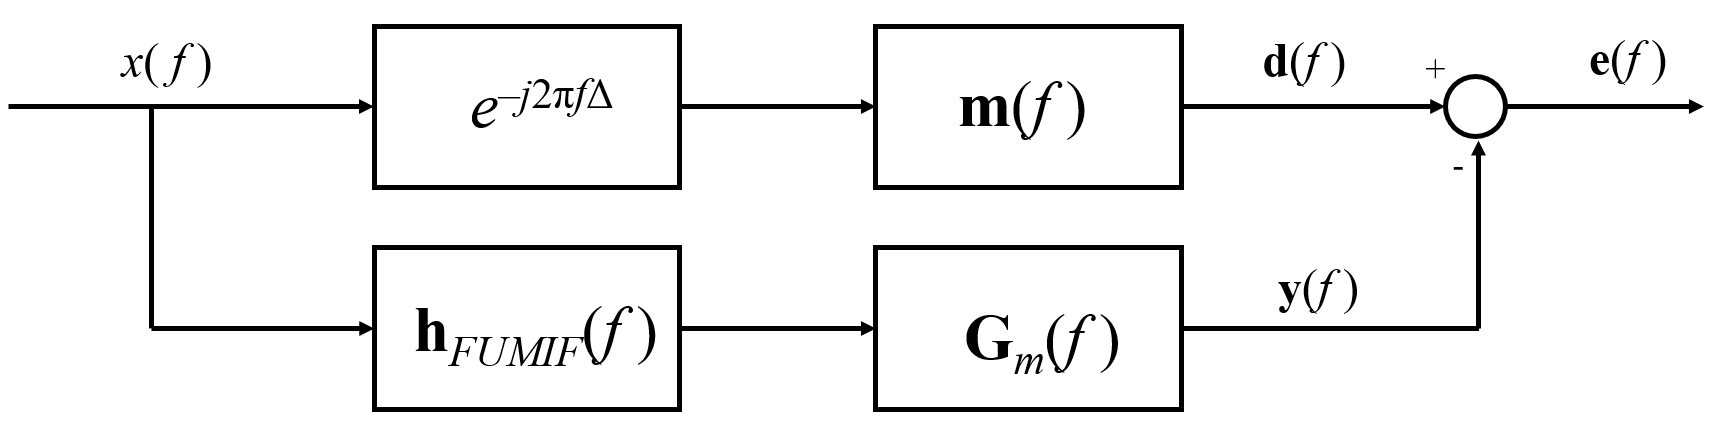 x(f)
e^{-j2πfΔ}
m(f)
d(f)
+
e(f)
-
h_{FUMIF}(f)
G_m(f)
y(f)